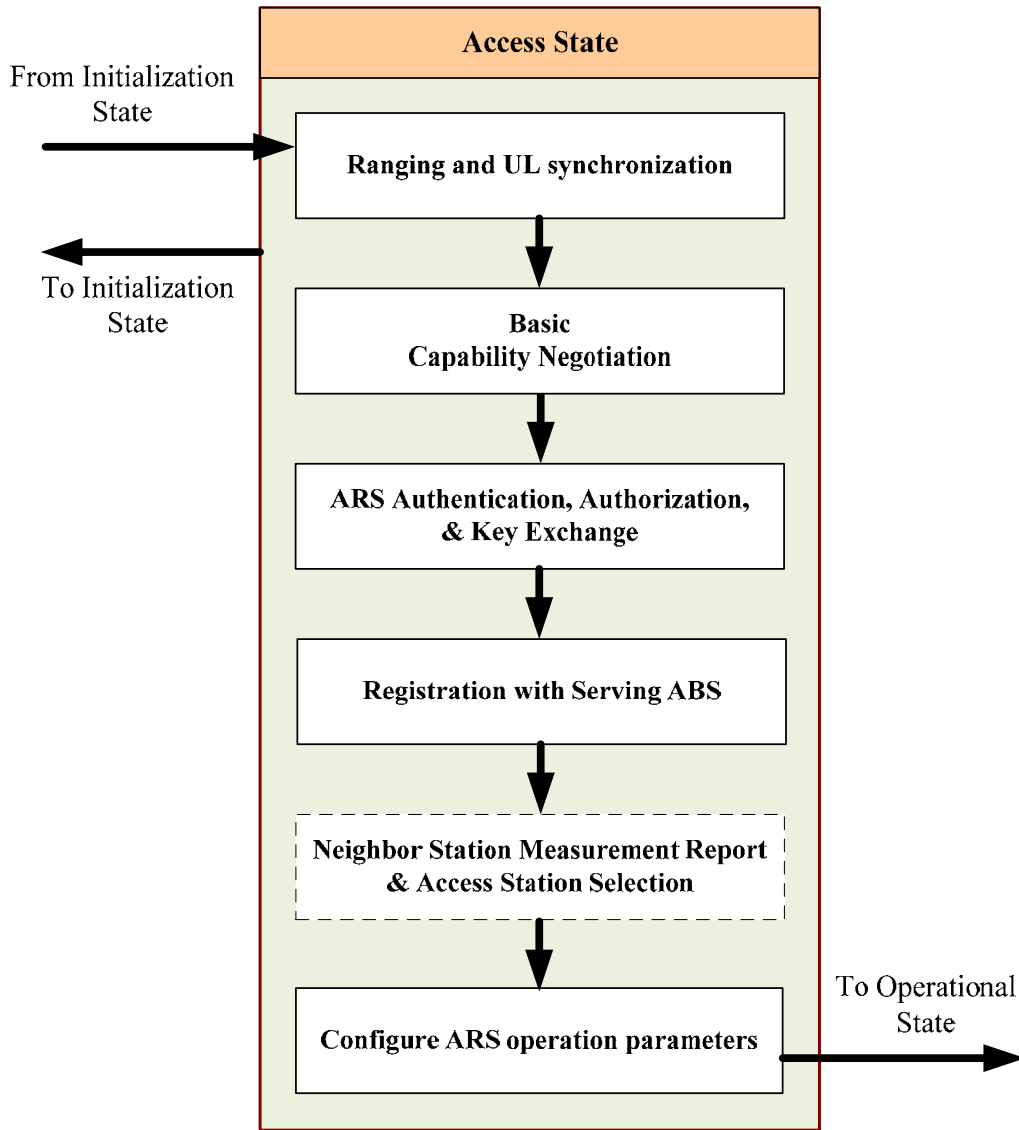 Access State
From Initialization
State
Ranging and UL synchronization
To Initialization
State
Basic
Capability Negotiation
ARS Authentication, Authorization,
& Key Exchange
Registration with Serving ABS
Neighbor Station Measurement Report
& Access Station Selection
Configure ARS operation parameters
To Operational
State